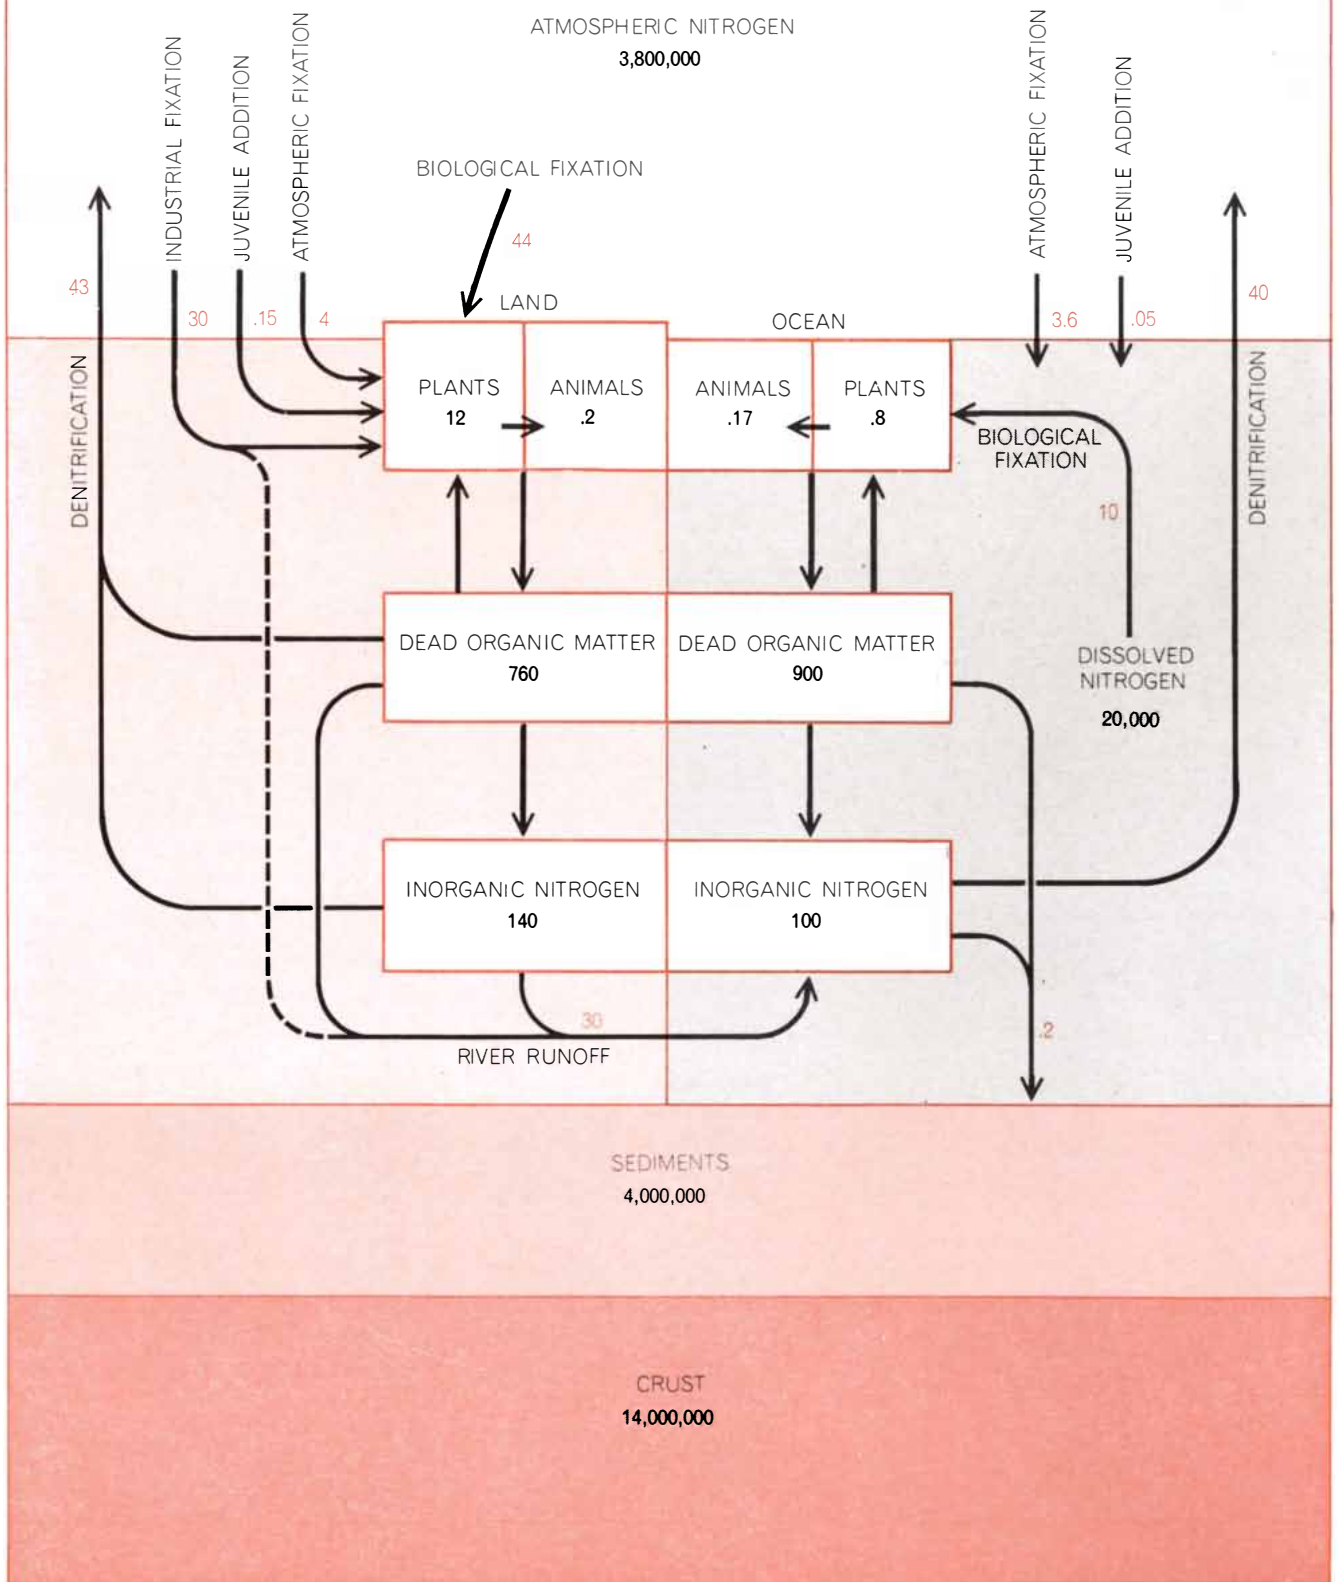 ATMOSPHERIC NITROGEN
3,800,000
INDUSTRIAL FIXATION
JUVENILE ADDITION
ATMOSPHERIC FIXATION
BIOLOGICAL FIXATION
ATMOSPHERIC FIXATION
JUVENILE ADDITION
44
43
30
.15
4
LAND
OCEAN
3.6
.05
40
DENITRIFICATION
PLANTS
12
ANIMALS
.2
ANIMALS
.17
PLANTS
.8
BIOLOGICAL
FIXATION
10
DENITRIFICATION
DEAD ORGANIC MATTER
760
DEAD ORGANIC MATTER
900
DISSOLVED
NITROGEN
20,000
INORGANIC NITROGEN
140
INORGANIC NITROGEN
100
30
RIVER RUNOFF
.2
SEDIMENTS
4,000,000
CRUST
14,000,000